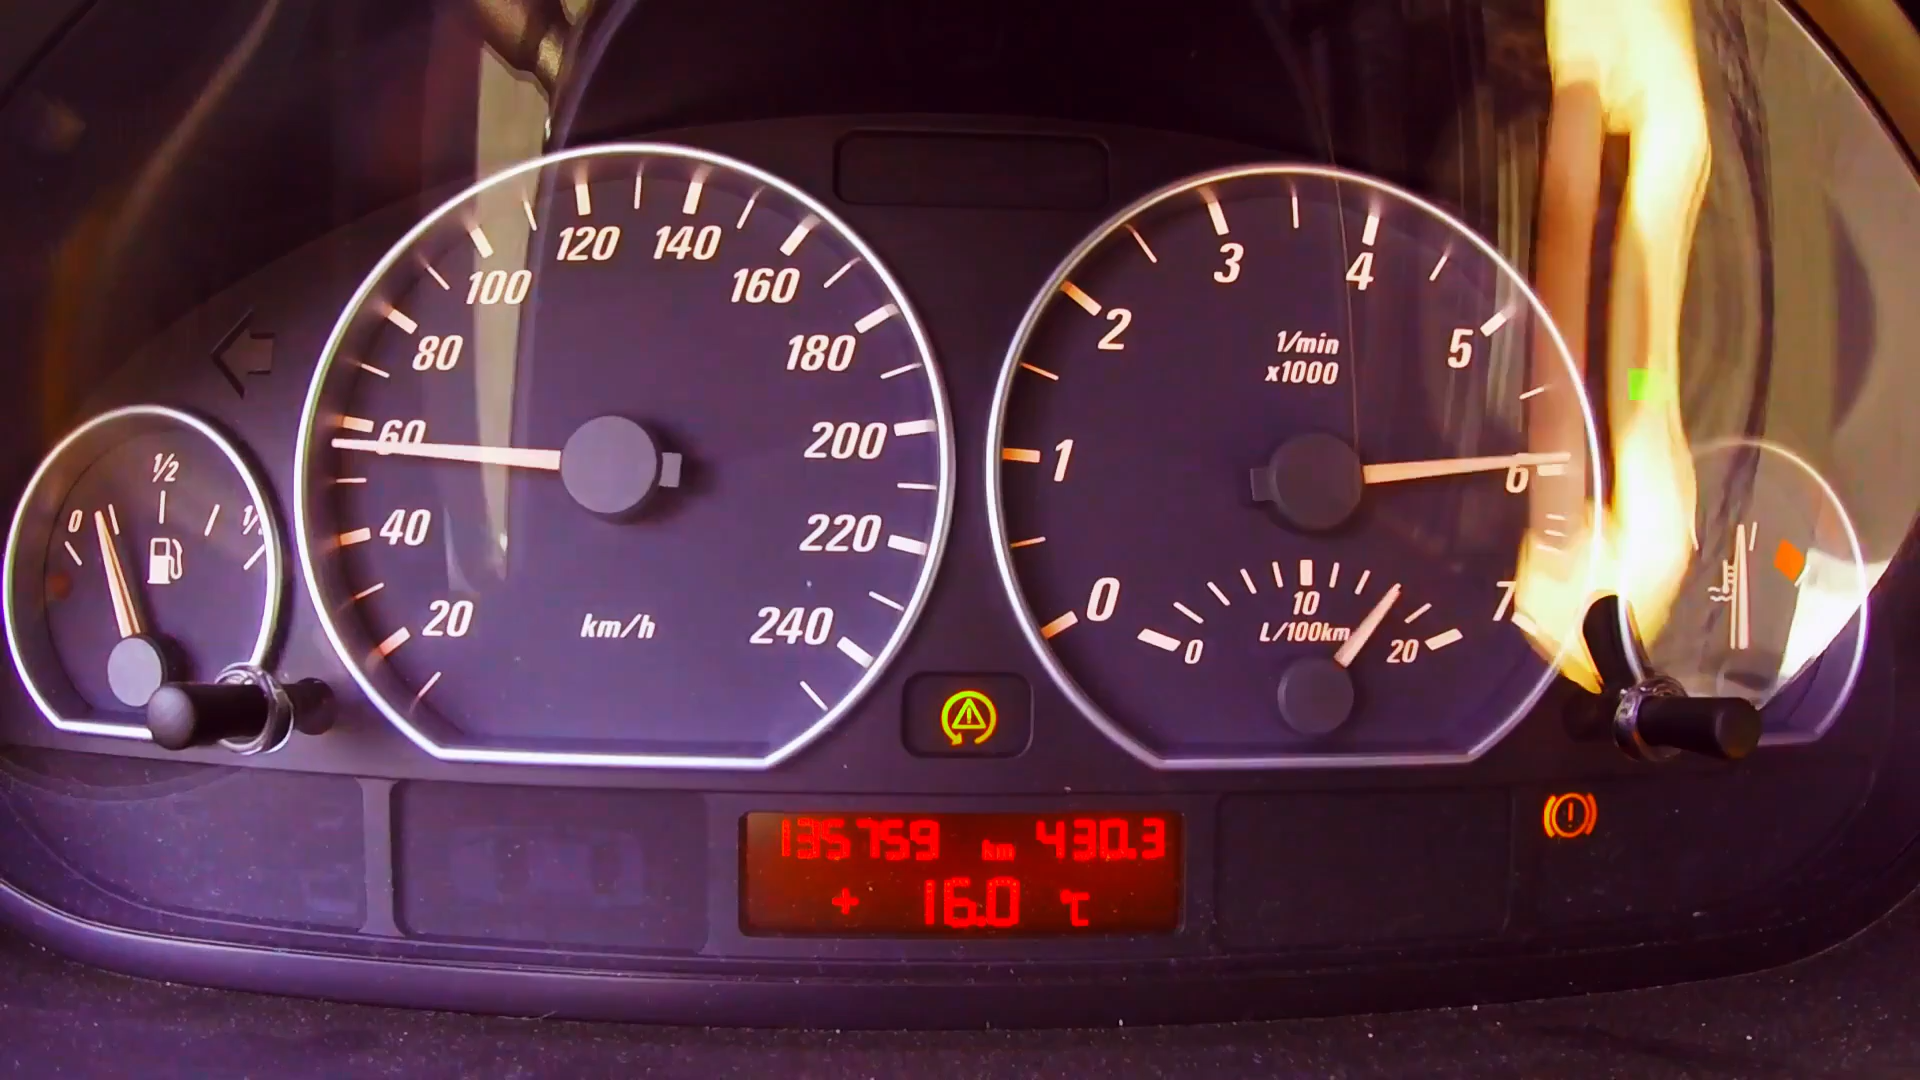 120 140
100 160
80 180
60 200
40 220
20 km/h 240
0 1/2
3 4
2 5
1/min
x1000
1 6
0 7
10
L/100km
0 20
135759 km 430.3
+ 16.0 °C